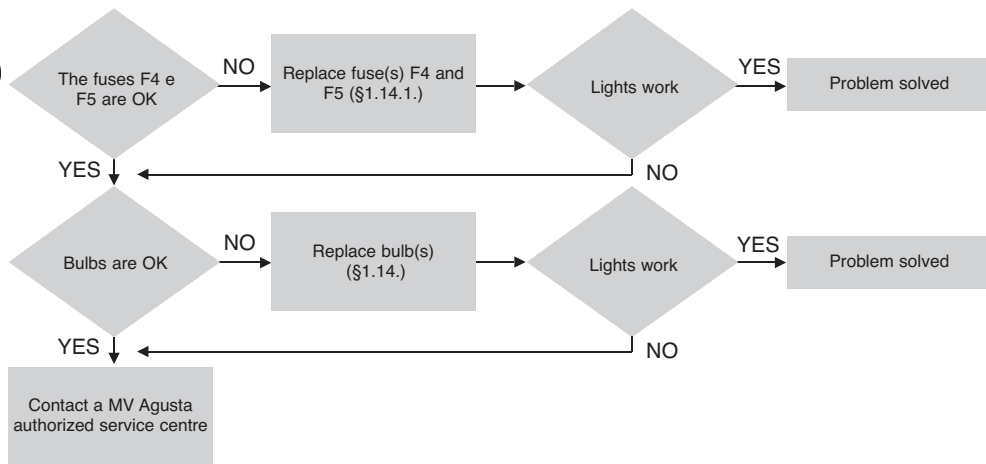 The fuses F4 e
F5 are OK
NO
Replace fuse(s) F4 and
F5 (§1.14.1.)
Lights work
YES
Problem solved
YES
NO
Bulbs are OK
NO
Replace bulb(s)
(§1.14.)
Lights work
YES
Problem solved
YES
NO
Contact a MV Agusta
authorized service centre